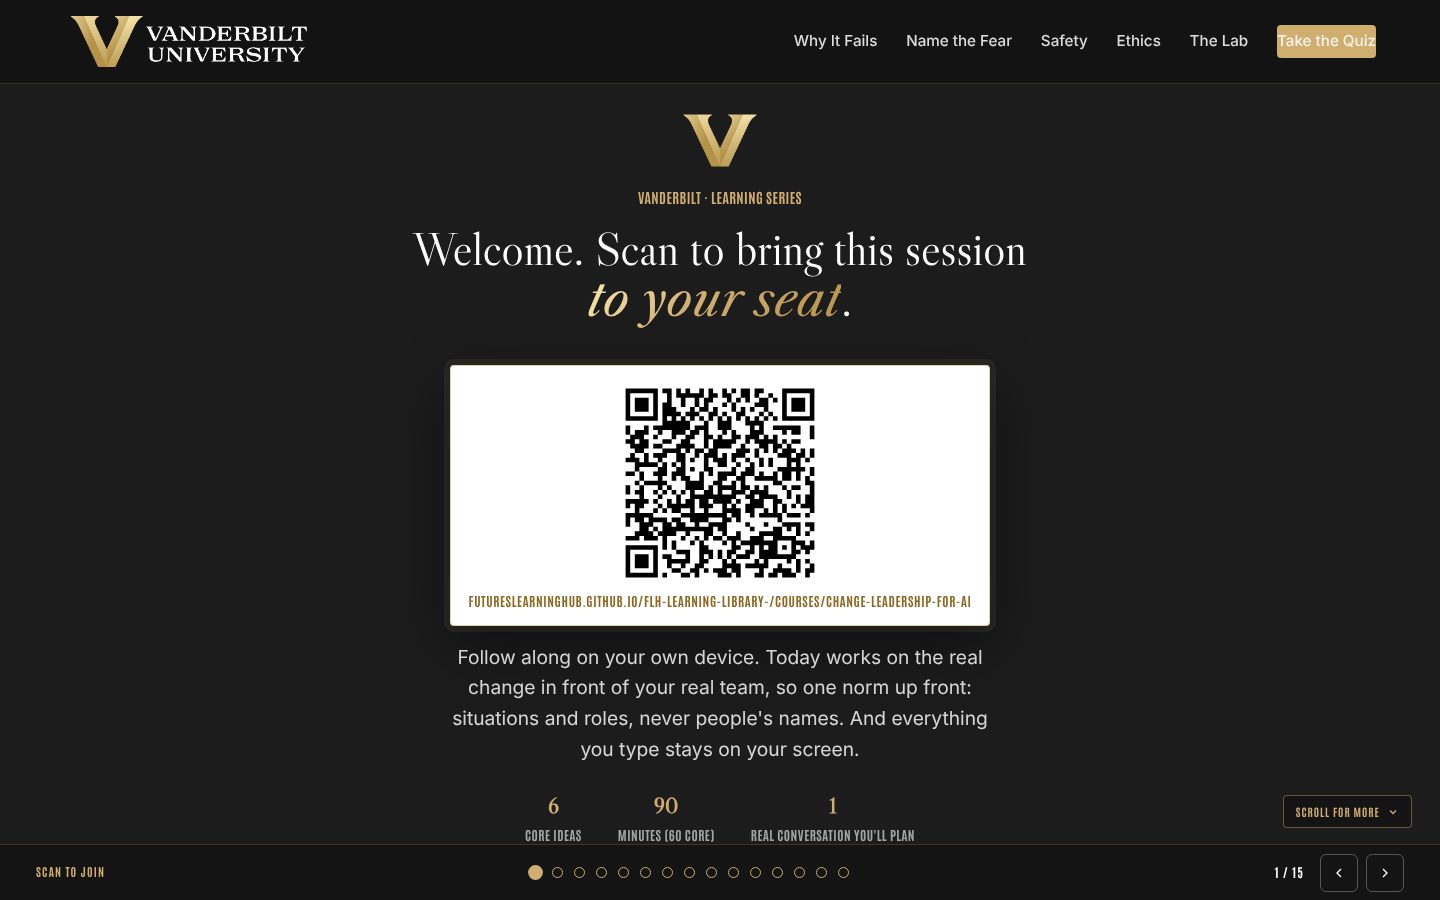 VANDERBILT
UNIVERSITY
Why It Fails
Name the Fear
Safety
Ethics
The Lab
Take the Quiz
VANDERBILT · LEARNING SERIES
Welcome. Scan to bring this session
to your seat.
FUTURESLEARNINGHUB.GITHUB.IO/FLH-LEARNING-LIBRARY-/COURSES/CHANGE-LEADERSHIP-FOR-AI
Follow along on your own device. Today works on the real
change in front of your real team, so one norm up front:
situations and roles, never people's names. And everything
you type stays on your screen.
6
CORE IDEAS
90
MINUTES (60 CORE)
1
REAL CONVERSATION YOU'LL PLAN
SCROLL FOR MORE
SCAN TO JOIN
1 / 15